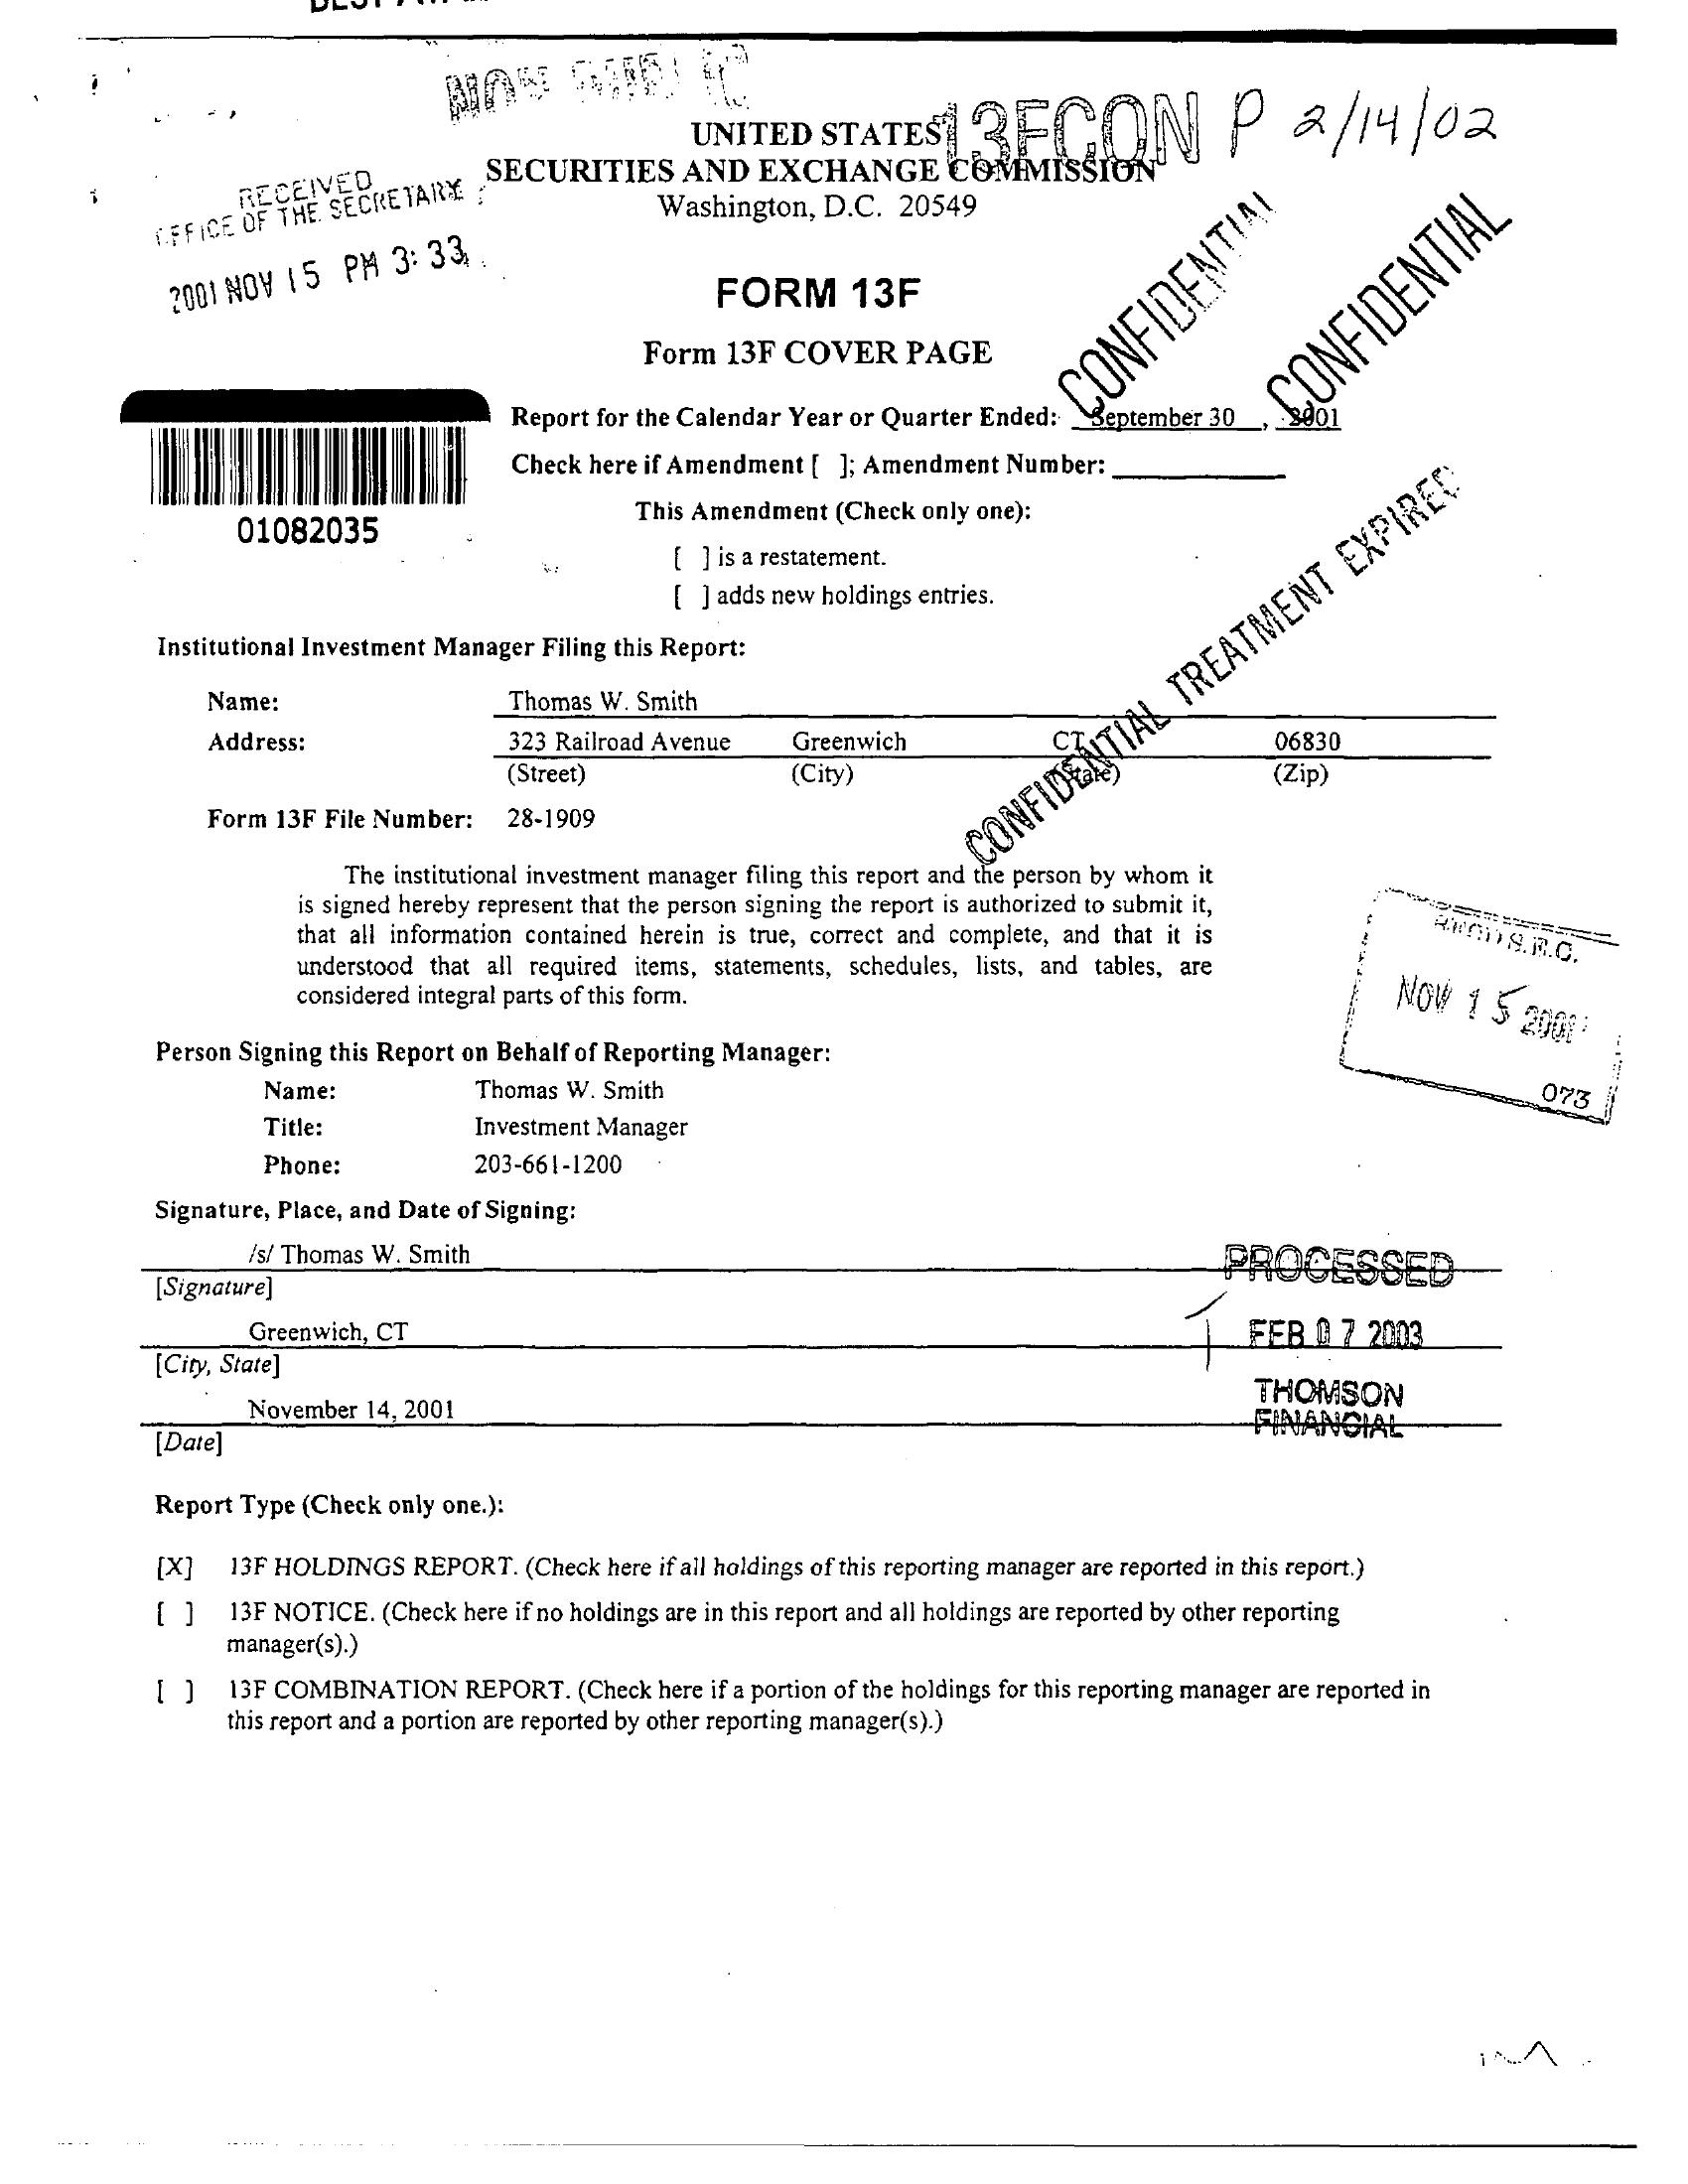 UNITED STATES
13FCON P 2/14/02
SECURITIES AND EXCHANGE COMMISSION
Washington, D.C. 20549
RECEIVED
OFFICE OF THE SECRETARY
2001 NOV 15 PM 3:33
FORM 13F
Form 13F COVER PAGE
CONFIDENTIAL
CONFIDENTIAL
Report for the Calendar Year or Quarter Ended: September 30, 2001
Check here if Amendment [ ]; Amendment Number:
01082035
This Amendment (Check only one):
[ ] is a restatement.
[ ] adds new holdings entries.
CONFIDENTIAL TREATMENT EXPIRED
Institutional Investment Manager Filing this Report:
Name: Thomas W. Smith
Address: 323 Railroad Avenue Greenwich CT 06830
(Street) (City) (State) (Zip)
Form 13F File Number: 28-1909
The institutional investment manager filing this report and the person by whom it
is signed hereby represent that the person signing the report is authorized to submit it,
that all information contained herein is true, correct and complete, and that it is
understood that all required items, statements, schedules, lists, and tables, are
considered integral parts of this form.
S.E.C.
NOV 15 2001
073
Person Signing this Report on Behalf of Reporting Manager:
Name: Thomas W. Smith
Title: Investment Manager
Phone: 203-661-1200
Signature, Place, and Date of Signing:
/s/ Thomas W. Smith
[Signature]
Greenwich, CT
[City, State]
November 14, 2001
[Date]
PROCESSED
FEB 07 2003
THOMSON
FINANCIAL
Report Type (Check only one.):
[X] 13F HOLDINGS REPORT. (Check here if all holdings of this reporting manager are reported in this report.)
[ ] 13F NOTICE. (Check here if no holdings are in this report and all holdings are reported by other reporting
manager(s).)
[ ] 13F COMBINATION REPORT. (Check here if a portion of the holdings for this reporting manager are reported in
this report and a portion are reported by other reporting manager(s).)